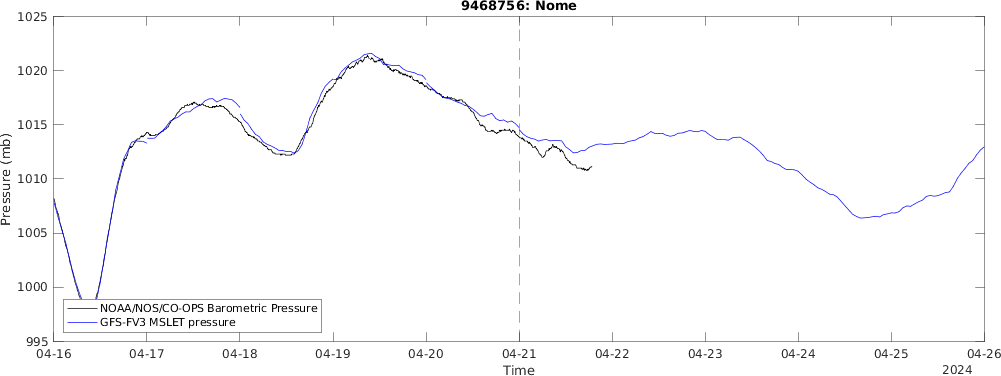 9468756: Nome
1025
1020
1015
1010
1005
1000
995
Pressure (mb)
NOAA/NOS/CO-OPS Barometric Pressure
GFS-FV3 MSLET pressure
04-16 04-17 04-18 04-19 04-20 04-21 04-22 04-23 04-24 04-25 04-26
Time
2024